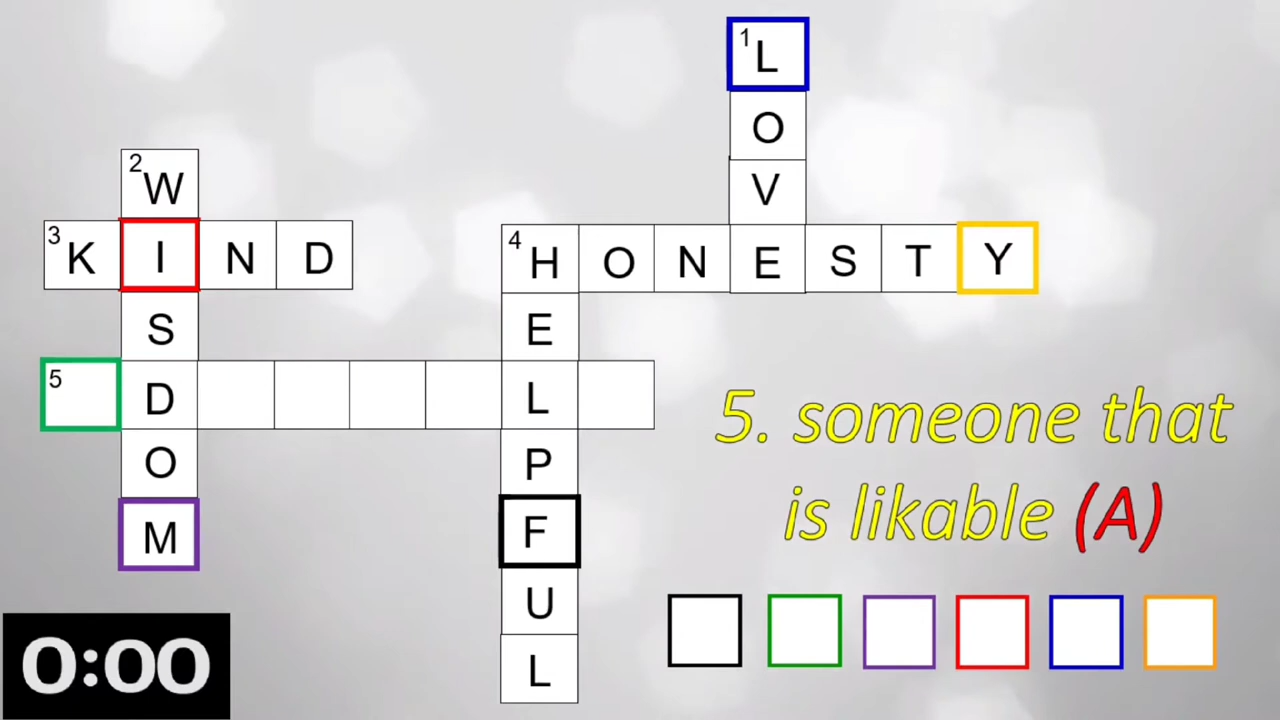 1 L
O
2 W
V
3 K I N D
4 H O N E S T Y
S
E
5 D L
5. someone that
O
P
is likable (A)
M
F
U
0:00
L